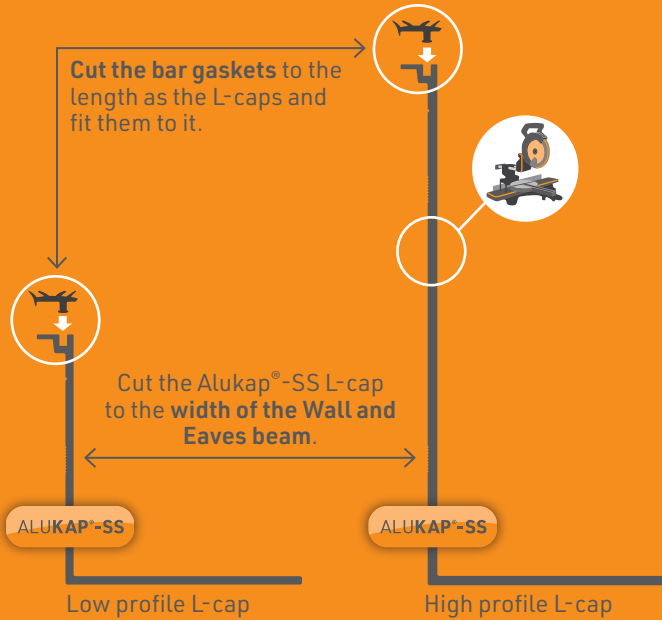 Cut the bar gaskets to the
length as the L-caps and
fit them to it.
Cut the Alukap®-SS L-cap
to the width of the Wall and
Eaves beam.
ALUKAP®-SS
ALUKAP®-SS
Low profile L-cap
High profile L-cap